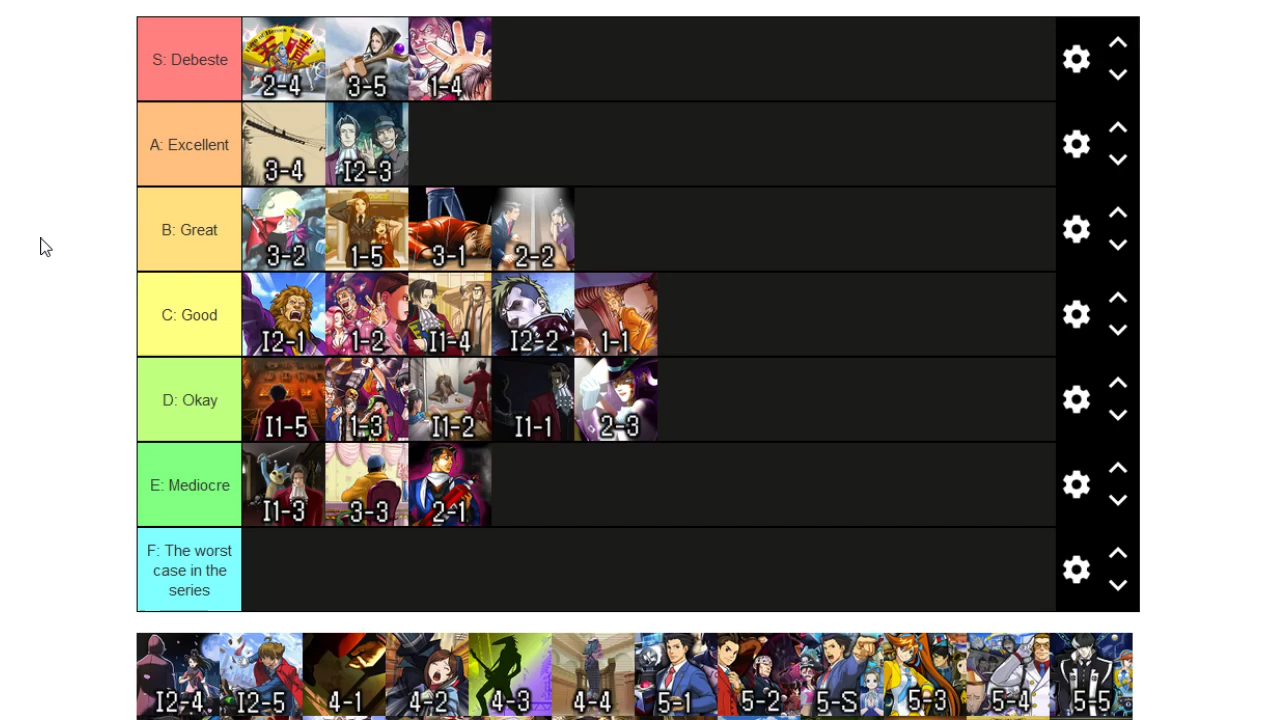 S: Debeste
2-4 3-5 1-4
A: Excellent
3-4 I2-3
B: Great
3-2 1-5 3-1 2-2
C: Good
I2-1 1-2 I1-4 I2-2 1-1
D: Okay
I1-5 1-3 I1-2 I1-1 2-3
E: Mediocre
I1-3 3-3 2-1
F: The worst
case in the
series
I2-4 I2-5 4-1 4-2 4-3 4-4 5-1 5-2 5-S 5-3 5-4 5-5